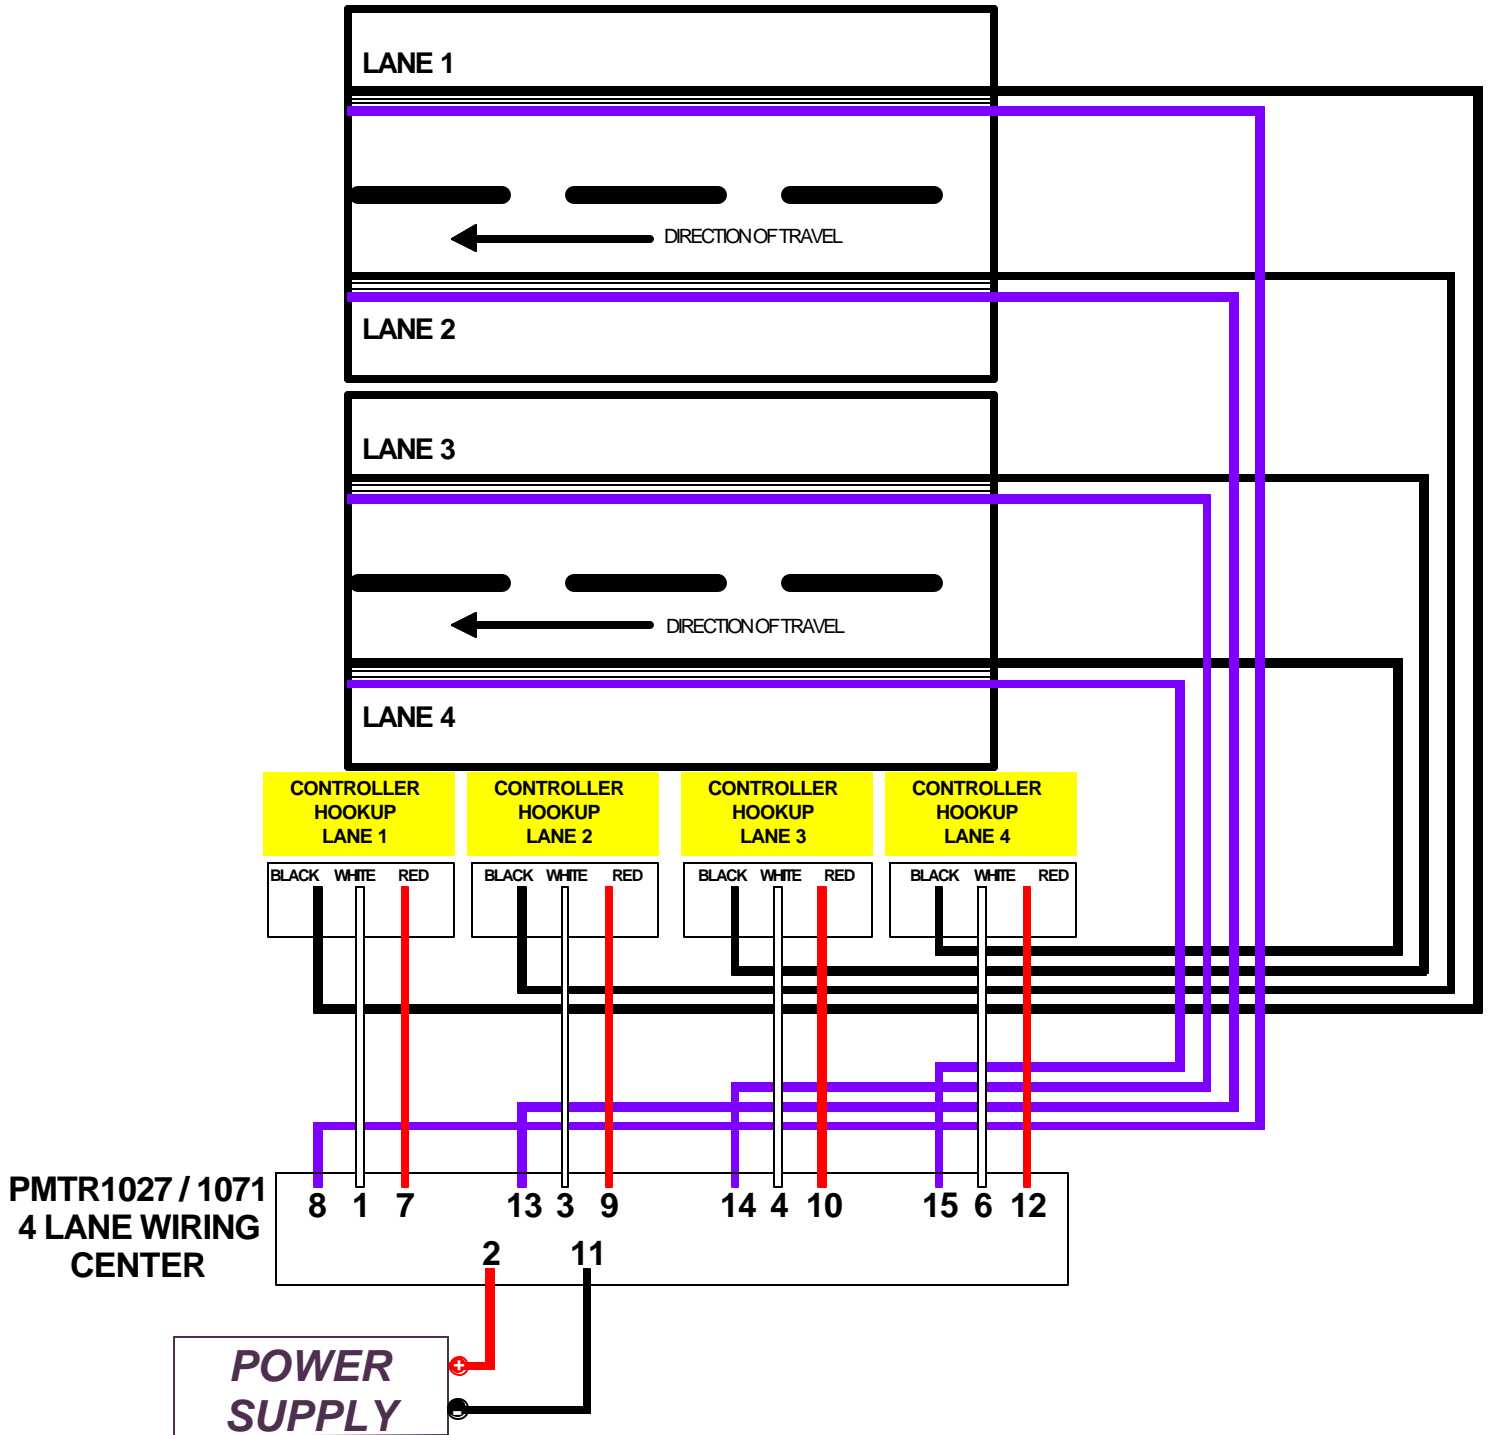 LANE 1
DIRECTION OF TRAVEL
LANE 2
LANE 3
DIRECTION OF TRAVEL
LANE 4
CONTROLLER
HOOKUP
LANE 1
CONTROLLER
HOOKUP
LANE 2
CONTROLLER
HOOKUP
LANE 3
CONTROLLER
HOOKUP
LANE 4
BLACK WHITE RED
BLACK WHITE RED
BLACK WHITE RED
BLACK WHITE RED
PMTR1027 / 1071
4 LANE WIRING
CENTER
8 1 7
13 3 9
14 4 10
15 6 12
2 11
POWER
SUPPLY
+
-